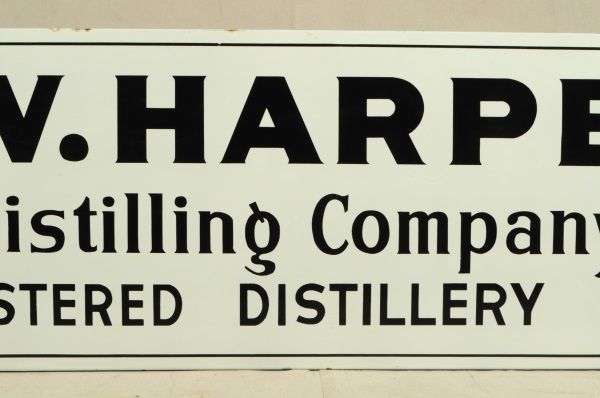 W.HARPE
istilling Company
STERED DISTILLERY